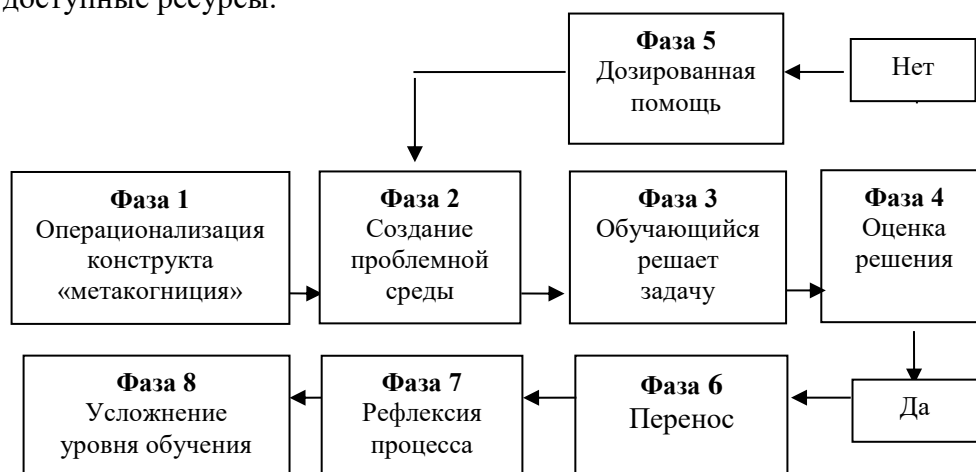 доступные ресурсы.
Фаза 5
Дозированная
помощь
Нет
Фаза 1
Операционализация
конструкта
«метакогниция»
Фаза 2
Создание
проблемной
среды
Фаза 3
Обучающийся
решает
задачу
Фаза 4
Оценка
решения
Фаза 8
Усложнение
уровня обучения
Фаза 7
Рефлексия
процесса
Фаза 6
Перенос
Да